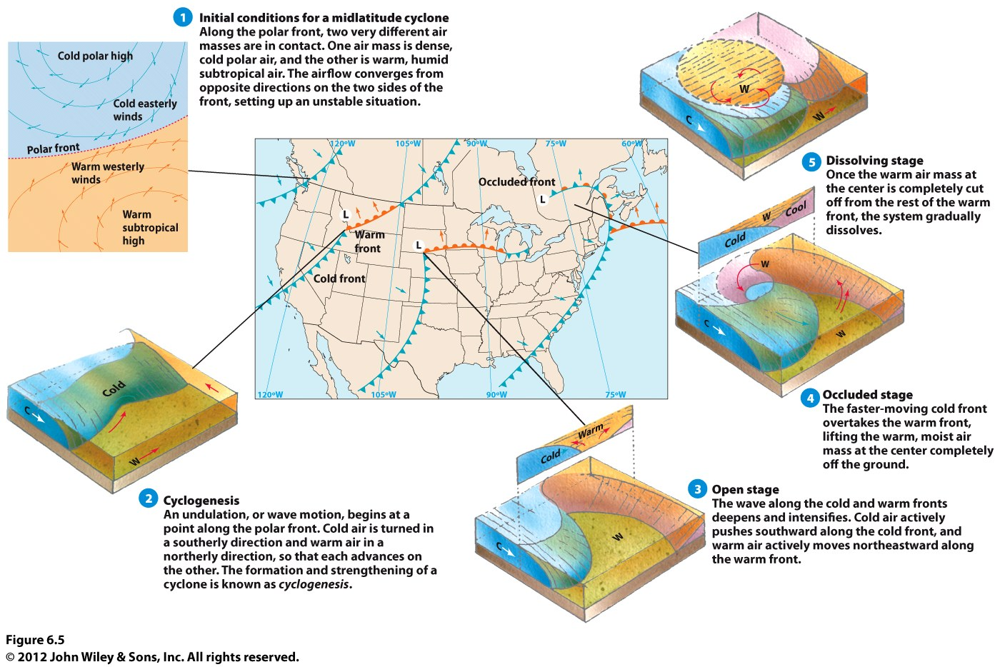 1 Initial conditions for a midlatitude cyclone
Along the polar front, two very different air
masses are in contact. One air mass is dense,
cold polar air, and the other is warm, humid
subtropical air. The airflow converges from
opposite directions on the two sides of the
front, setting up an unstable situation.
Cold polar high
Cold easterly
winds
Polar front
Warm westerly
winds
Warm
subtropical
high
120°W
105°W
90°W
75°W
60°W
Occluded front
L
L
Warm
front
L
Cold front
120°W
105°W
90°W
75°W
W
C
W
5 Dissolving stage
Once the warm air mass at
the center is completely cut
off from the rest of the warm
front, the system gradually
dissolves.
W
Cool
Cold
W
C
W
4 Occluded stage
The faster-moving cold front
overtakes the warm front,
lifting the warm, moist air
mass at the center completely
off the ground.
Cold
C
W
2 Cyclogenesis
An undulation, or wave motion, begins at a
point along the polar front. Cold air is turned in
a southerly direction and warm air in a
northerly direction, so that each advances on
the other. The formation and strengthening of a
cyclone is known as cyclogenesis.
Warm
Cold
W
C
3 Open stage
The wave along the cold and warm fronts
deepens and intensifies. Cold air actively
pushes southward along the cold front, and
warm air actively moves northeastward along
the warm front.
Figure 6.5
© 2012 John Wiley & Sons, Inc. All rights reserved.